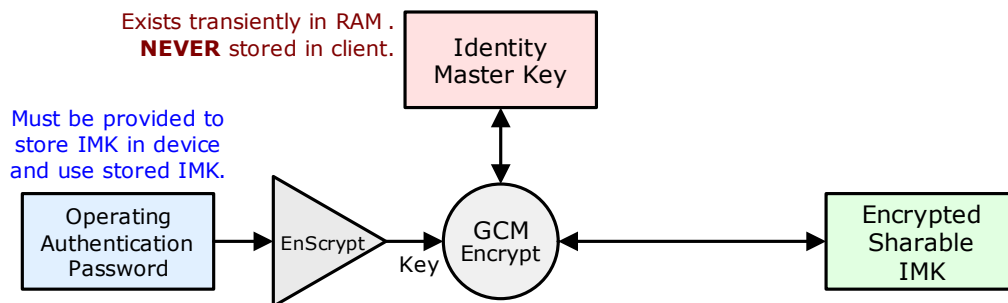 Exists transiently in RAM.
NEVER stored in client.
Identity
Master Key
Must be provided to
store IMK in device
and use stored IMK.
Operating
Authentication
Password
EnScrypt
Key
GCM
Encrypt
Encrypted
Sharable
IMK